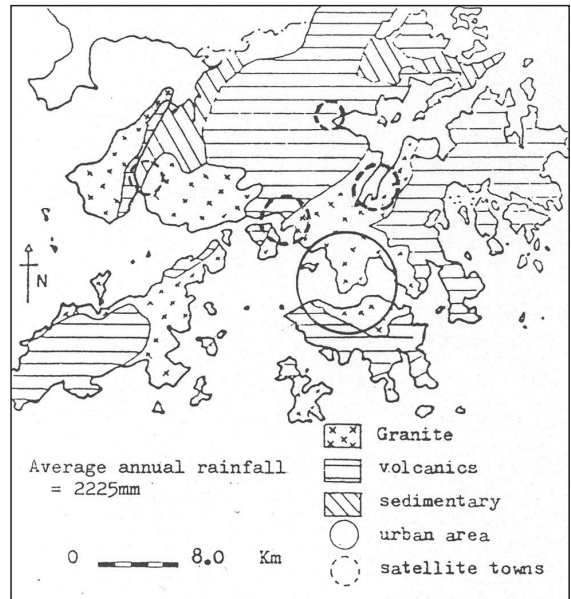 N
Granite
volcanics
sedimentary
urban area
satellite towns
Average annual rainfall
= 2225mm
0 8.0 Km